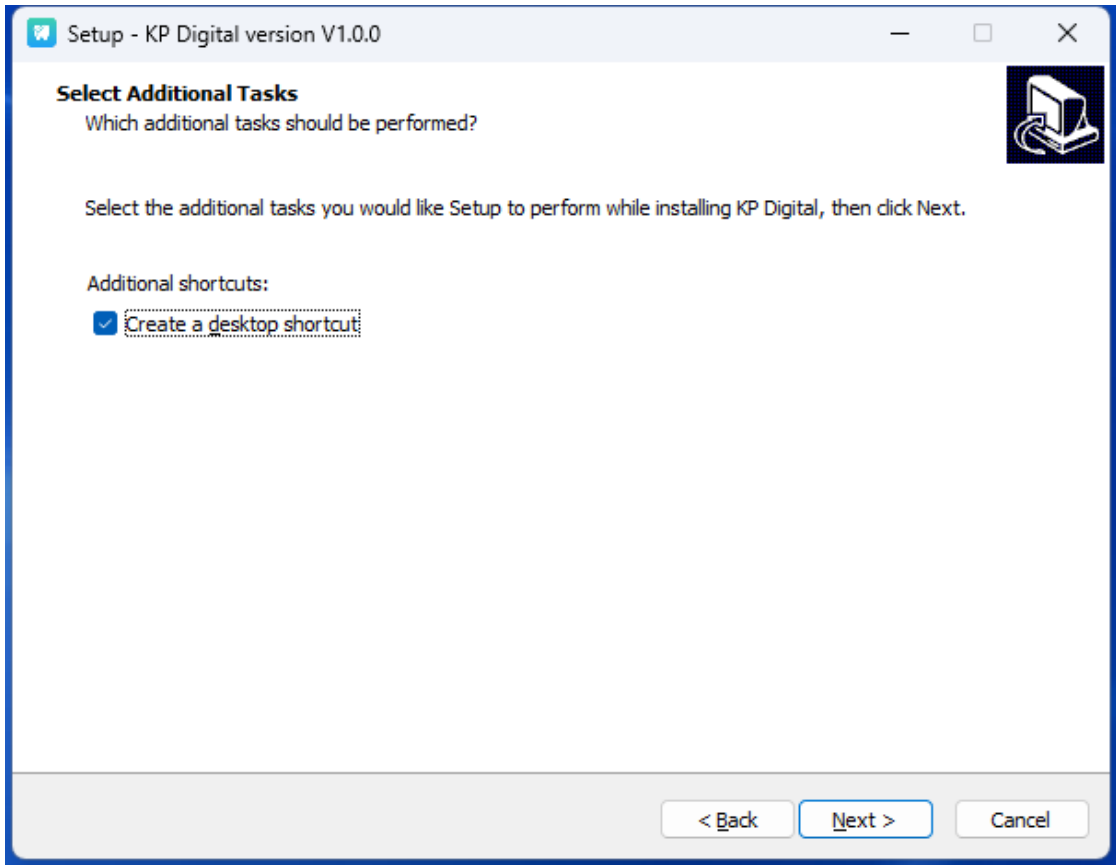 Setup - KP Digital version V1.0.0
Select Additional Tasks
Which additional tasks should be performed?
Select the additional tasks you would like Setup to perform while installing KP Digital, then click Next.
Additional shortcuts:
Create a desktop shortcut
< Back
Next >
Cancel